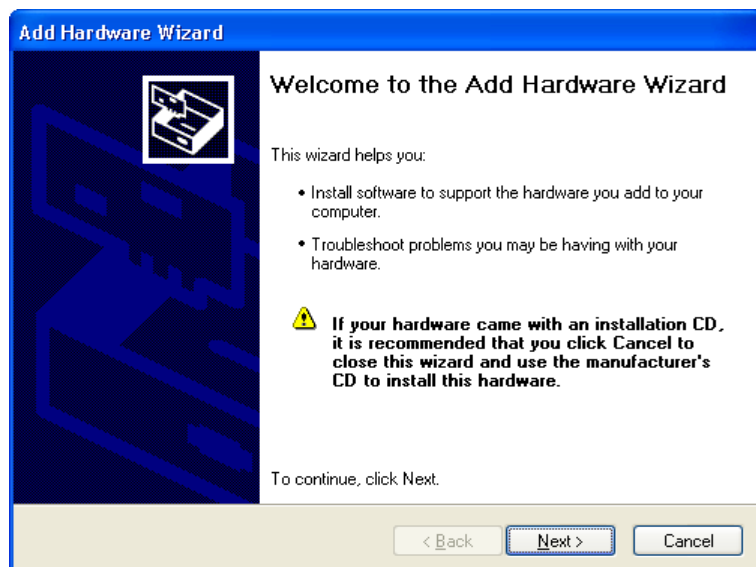 Add Hardware Wizard
Welcome to the Add Hardware Wizard
This wizard helps you:
• Install software to support the hardware you add to your
computer.
• Troubleshoot problems you may be having with your
hardware.
If your hardware came with an installation CD,
it is recommended that you click Cancel to
close this wizard and use the manufacturer's
CD to install this hardware.
To continue, click Next.
< Back Next > Cancel